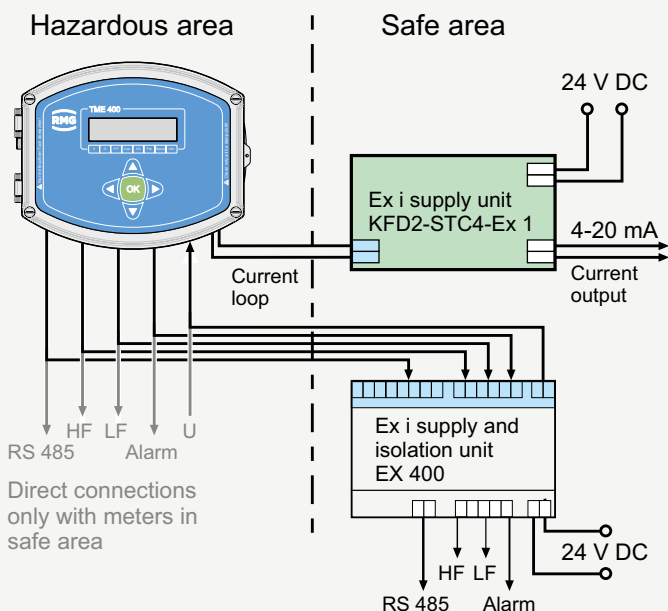 Hazardous area
Safe area
24 V DC
RMG
TME 400
OK
Ex i supply unit
KFD2-STC4-Ex 1
4-20 mA
Current
output
Current
loop
HF
LF
U
RS 485
Alarm
Direct connections
only with meters in
safe area
Ex i supply and
isolation unit
EX 400
24 V DC
HF
LF
RS 485
Alarm